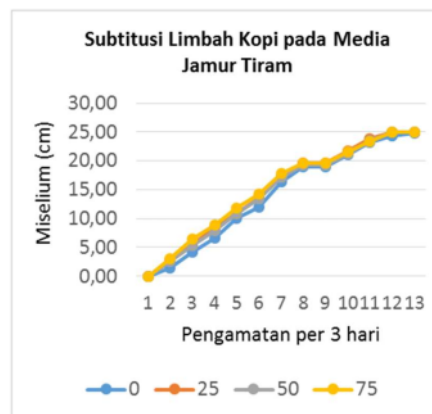 Subtitusi Limbah Kopi pada Media
Jamur Tiram
30,00
25,00
20,00
15,00
10,00
5,00
0,00
Miselium (cm)
1 2 3 4 5 6 7 8 9 10 11 12 13
Pengamatan per 3 hari
0 25 50 75